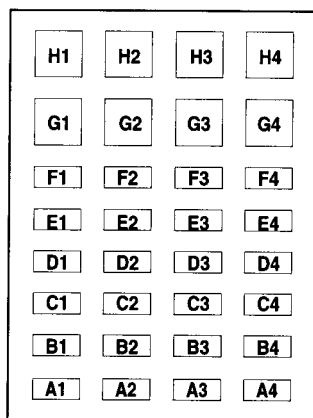 H1 H2 H3 H4
G1 G2 G3 G4
F1 F2 F3 F4
E1 E2 E3 E4
D1 D2 D3 D4
C1 C2 C3 C4
B1 B2 B3 B4
A1 A2 A3 A4